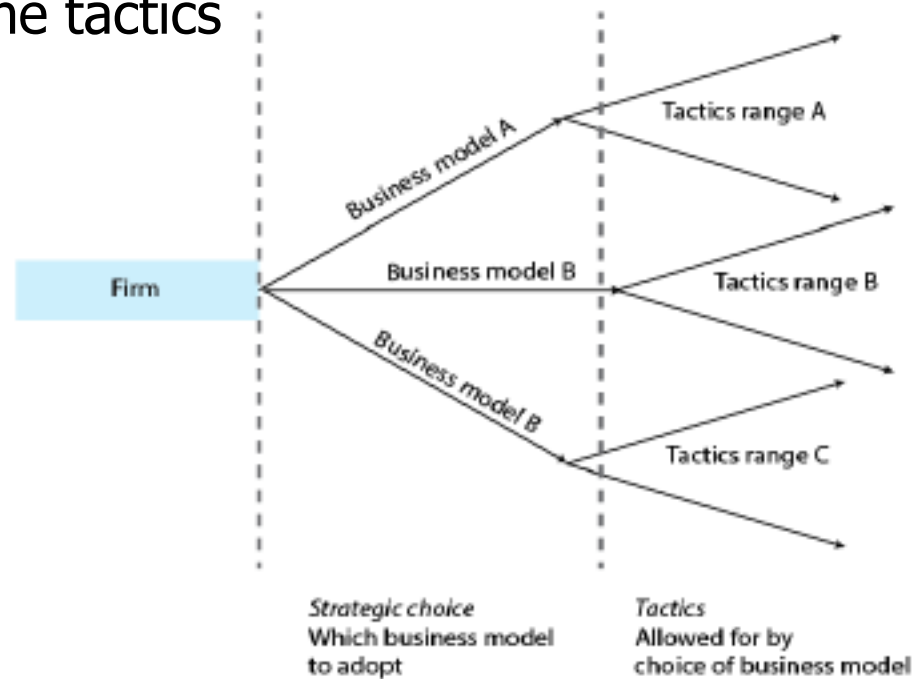 ne tactics
Business model A
Tactics range A
Firm
Business model B
Tactics range B
Business model B
Tactics range C
Strategic choice
Which business model
to adopt
Tactics
Allowed for by
choice of business model